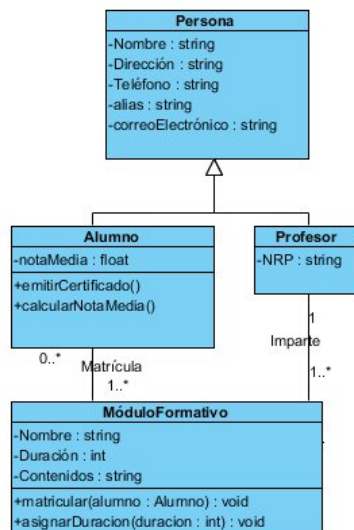 Persona
-Nombre : string
-Dirección : string
-Teléfono : string
-alias : string
-correoElectrónico : string
Alumno
-notaMedia : float
+emitirCertificado()
+calcularNotaMedia()
Profesor
-NRP : string
1
Imparte
1..*
0..*
Matrícula
1..*
MóduloFormativo
-Nombre : string
-Duración : int
-Contenidos : string
+matricular(alumno : Alumno) : void
+asignarDuracion(duracion : int) : void